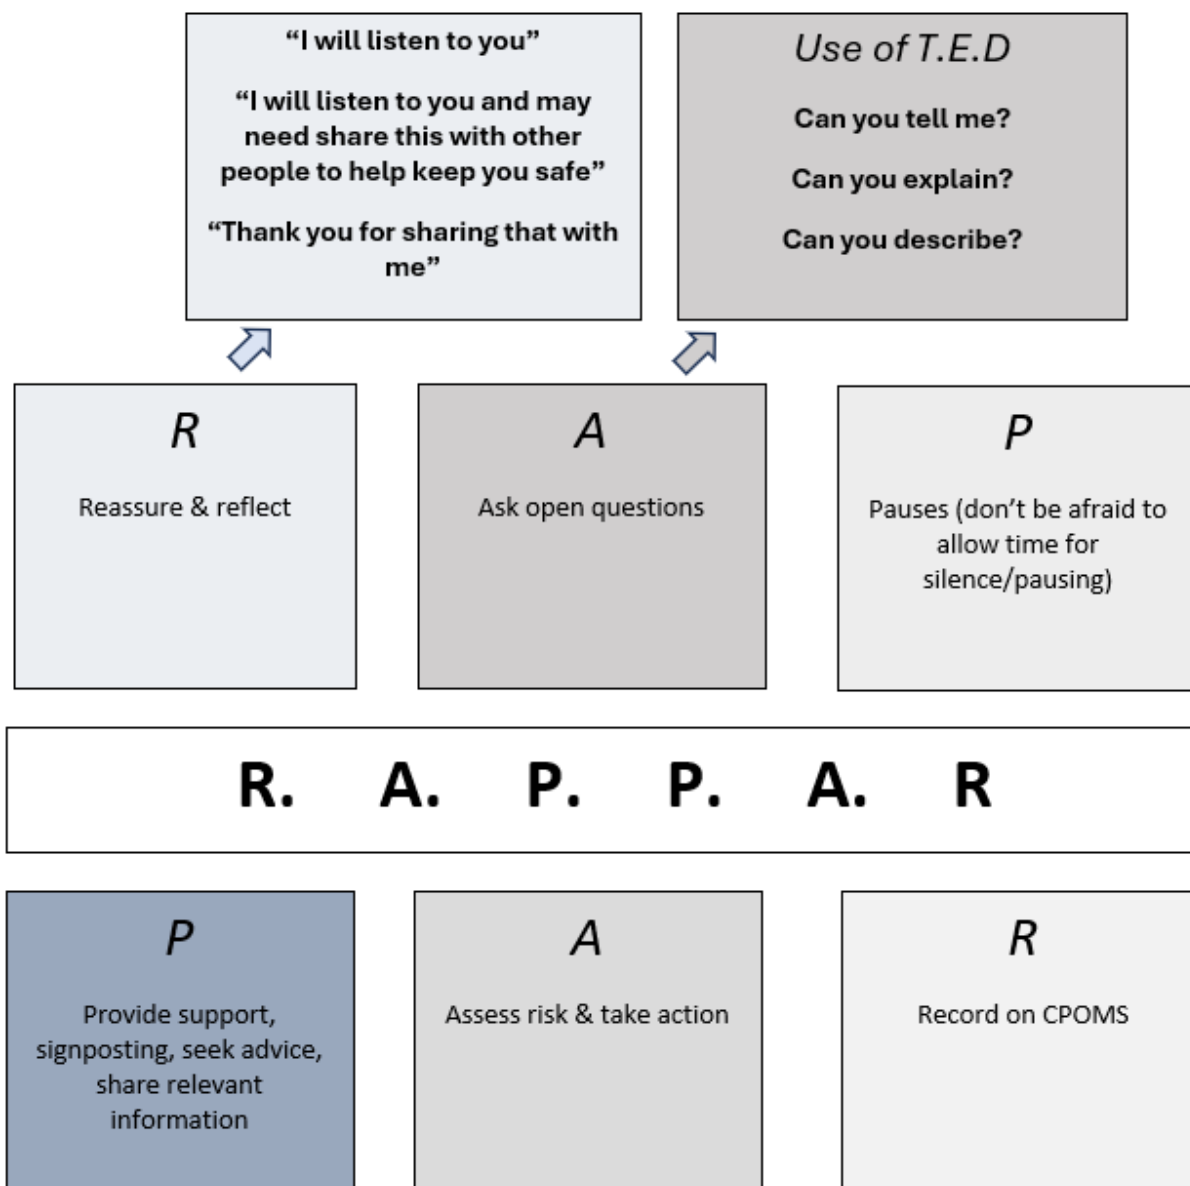 “I will listen to you”
“I will listen to you and may
need share this with other
people to help keep you safe”
“Thank you for sharing that with
me”
Use of T.E.D
Can you tell me?
Can you explain?
Can you describe?
R
Reassure & reflect
A
Ask open questions
P
Pauses (don’t be afraid to
allow time for
silence/pausing)
R. A. P. P. A. R
P
Provide support,
signposting, seek advice,
share relevant
information
A
Assess risk & take action
R
Record on CPOMS